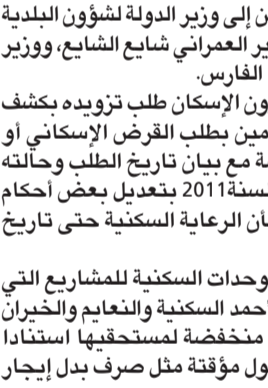 ن إلى وزير الدولة لشؤون البلدية
ير العمراني شايع الشايع، ووزير
الفارس.
ون الإسكان طلب تزويده بكشف
مين بطلب القرض الإسكاني أو
ة مع بيان تاريخ الطلب وحالته
سنة2011 بتعديل بعض أحكام
أن الرعاية السكنية حتى تاريخ
وحدات السكنية للمشاريع التي
احمد السكنية والنعايم والخيران
منخفضة لمستحقيها استنادا
ول مؤقتة مثل صرف بدل إيجار